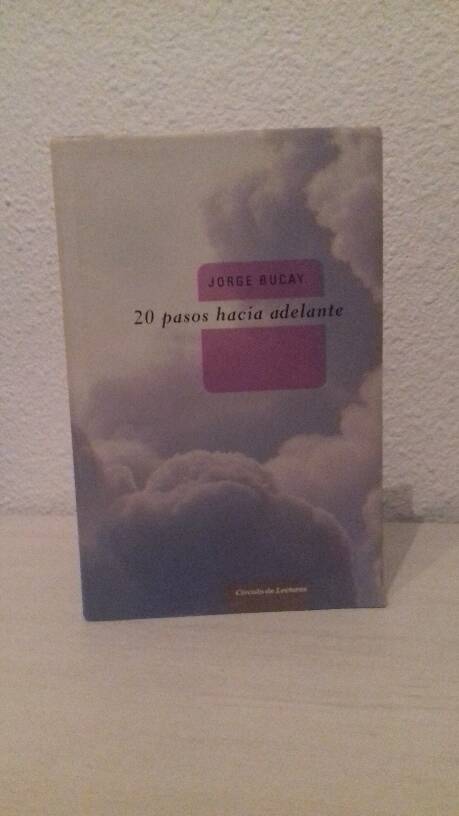 JORGE BUCAY
20 pasos hacia adelante
Círculo de Lectores